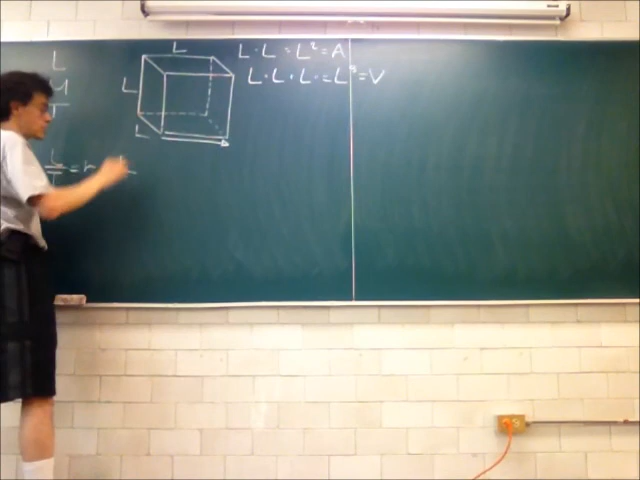 L
M
T
L
L
L
L · L = L² = A
L · L · L · = L³ = V
L
T
=